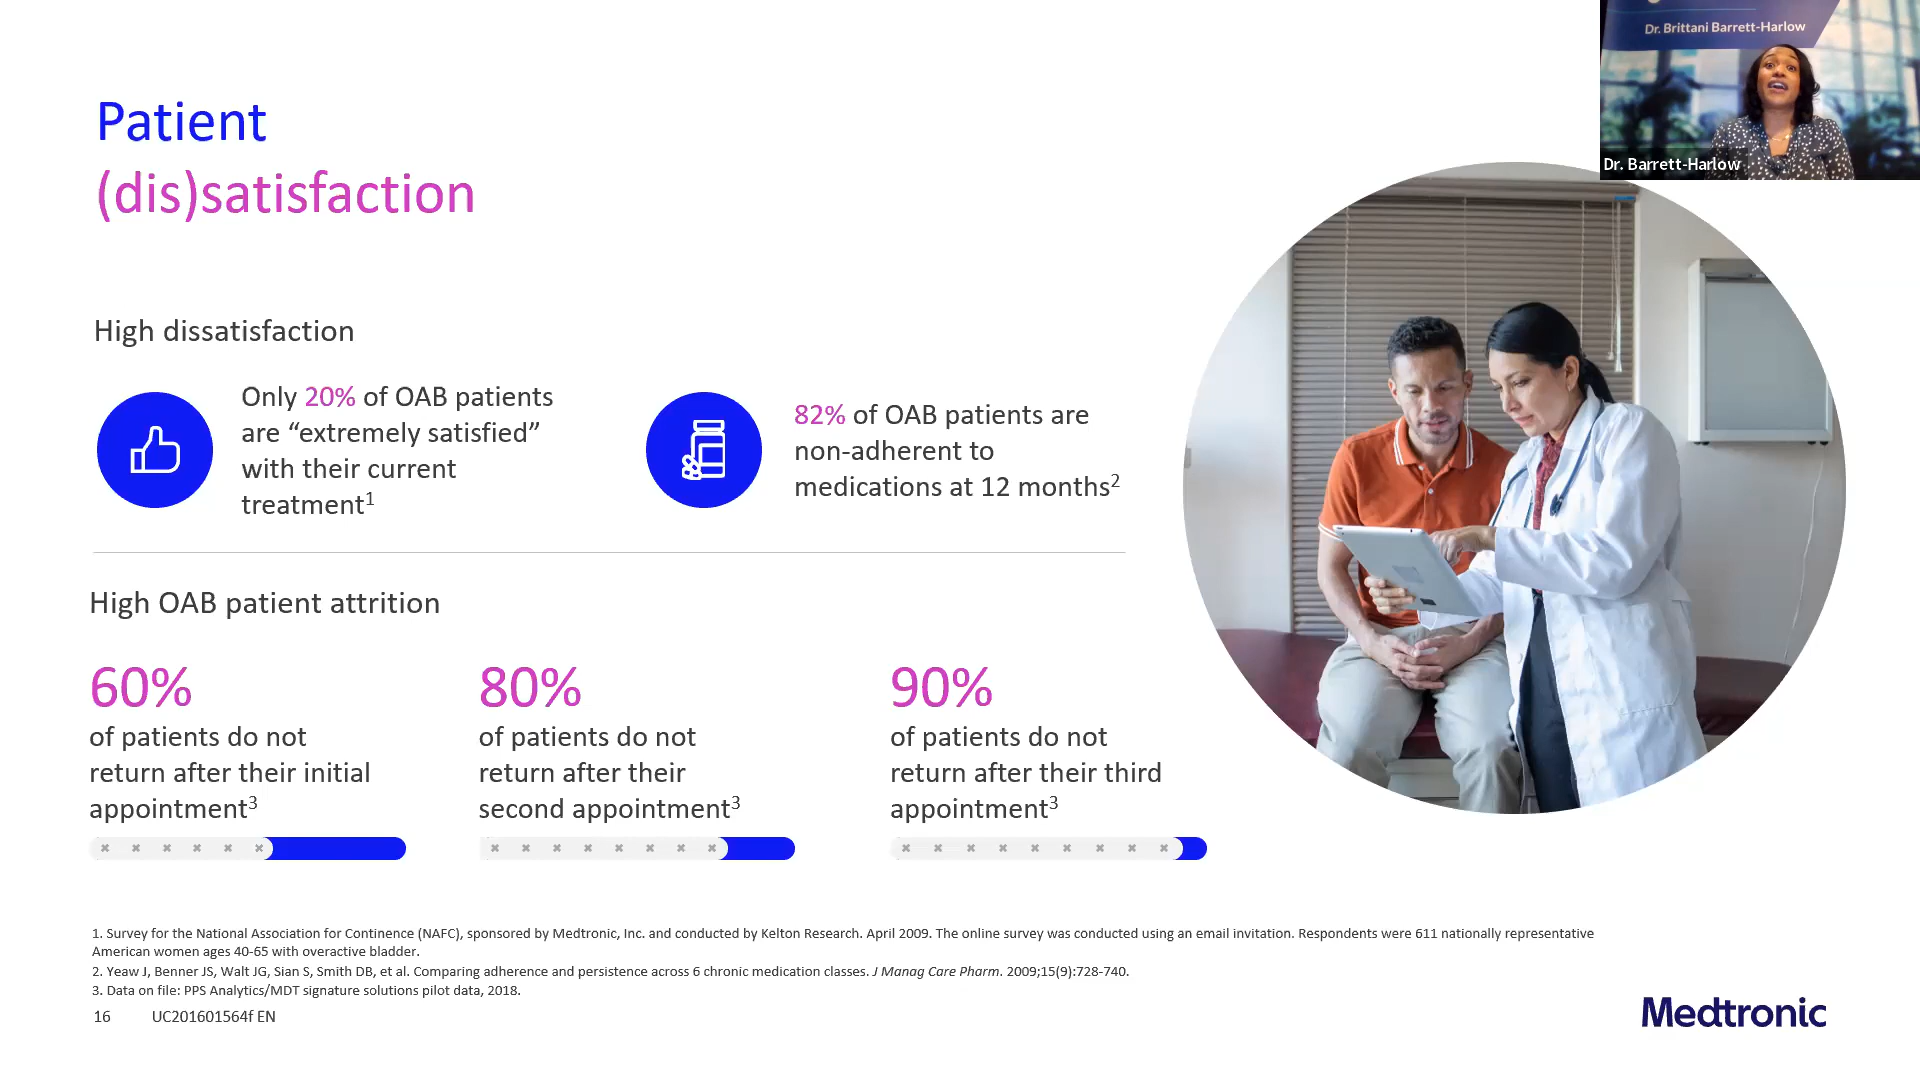 Dr. Brittani Barrett-Harlow
Dr. Barrett-Harlow
Patient
(dis)satisfaction
High dissatisfaction
Only 20% of OAB patients
are “extremely satisfied”
with their current
treatment1
82% of OAB patients are
non-adherent to
medications at 12 months2
High OAB patient attrition
60%
of patients do not
return after their initial
appointment3
80%
of patients do not
return after their
second appointment3
90%
of patients do not
return after their third
appointment3
1. Survey for the National Association for Continence (NAFC), sponsored by Medtronic, Inc. and conducted by Kelton Research. April 2009. The online survey was conducted using an email invitation. Respondents were 611 nationally representative
American women ages 40-65 with overactive bladder.
2. Yeaw J, Benner JS, Walt JG, Sian S, Smith DB, et al. Comparing adherence and persistence across 6 chronic medication classes. J Manag Care Pharm. 2009;15(9):728-740.
3. Data on file: PPS Analytics/MDT signature solutions pilot data, 2018.
16 UC201601564f EN
Medtronic